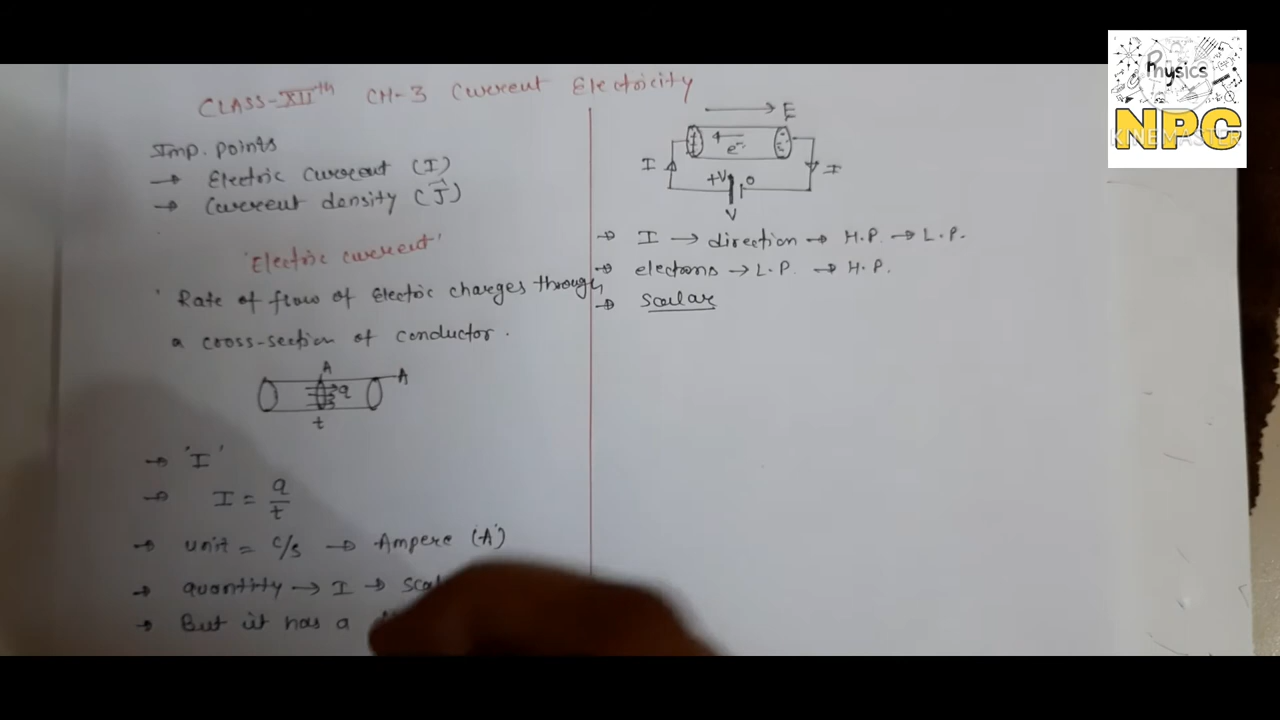 CLASS-XIIth CH-3 Current Electricity
Imp. points
→ Electric Current (I)
→ Current density (J⃗)
'Electric current'
Rate of flow of Electric charges through
a cross-section of conductor.
A A
q
t
→ 'I'
→ I = q/t
→ unit = C/s → Ampere (A)
→ quantity → I →
→ But it has a
E
e-
I I
+V 0
V
→ I → direction → H.P. → L.P.
→ electrons → L.P. → H.P.
→ Scalar
Physics
NPC
KINEMASTER